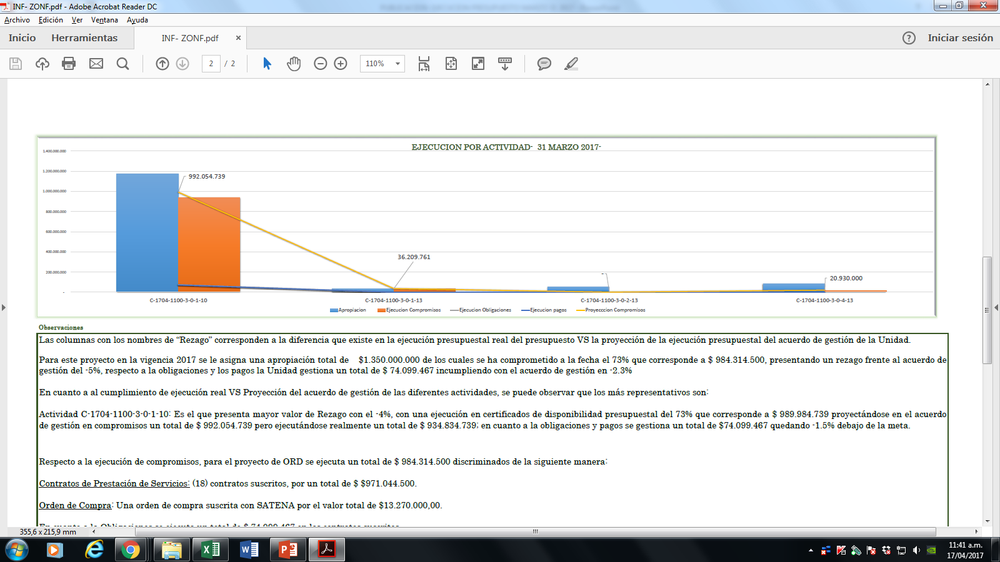 INF- ZONF.pdf - Adobe Acrobat Reader DC
Archivo Edición Ver Ventana Ayuda
Inicio Herramientas INF- ZONF.pdf × ? Iniciar sesión
2 / 2 110%
EJECUCION POR ACTIVIDAD- 31 MARZO 2017-
1.400.000.000
1.200.000.000
1.000.000.000
800.000.000
600.000.000
400.000.000
200.000.000
-
992.054.739
36.209.761
-
20.930.000
C-1704-1100-3-0-1-10 C-1704-1100-3-0-1-13 C-1704-1100-3-0-2-13 C-1704-1100-3-0-4-13
Apropiacion Ejecucion Compromisos Ejecucion Obligaciones Ejecucion pagos Proyecccion Compromisos
Observaciones
Las columnas con los nombres de “Rezago” corresponden a la diferencia que existe en la ejecución presupuestal real del presupuesto VS la proyección de la ejecución presupuestal del acuerdo de gestión de la Unidad.
Para este proyecto en la vigencia 2017 se le asigna una apropiación total de $1.350.000.000 de los cuales se ha comprometido a la fecha el 73% que corresponde a $ 984.314.500, presentando un rezago frente al acuerdo de
gestión del -5%, respecto a la obligaciones y los pagos la Unidad gestiona un total de $ 74.099.467 incumpliendo con el acuerdo de gestión en -2.3%
En cuanto a al cumplimiento de ejecución real VS Proyección del acuerdo de gestión de las diferentes actividades, se puede observar que los más representativos son:
Actividad C-1704-1100-3-0-1-10: Es el que presenta mayor valor de Rezago con el -4%, con una ejecución en certificados de disponibilidad presupuestal del 73% que corresponde a $ 989.984.739 proyectándose en el acuerdo
de gestión en compromisos un total de $ 992.054.739 pero ejecutándose realmente un total de $ 934.834.739; en cuanto a la obligaciones y pagos se gestiona un total de $74.099.467 quedando -1.5% debajo de la meta.
Respecto a la ejecución de compromisos, para el proyecto de ORD se ejecuta un total de $ 984.314.500 discriminados de la siguiente manera:
Contratos de Prestación de Servicios: (18) contratos suscritos, por un total de $ $971.044.500.
Orden de Compra: Una orden de compra suscrita con SATENA por el valor total de $13.270.000,00.
En cuanto a la Obligaciones se ejecuta un total de $ 74.099.467 en los contratos suscritos
355,6 x 215,9 mm
11:41 a.m.
17/04/2017